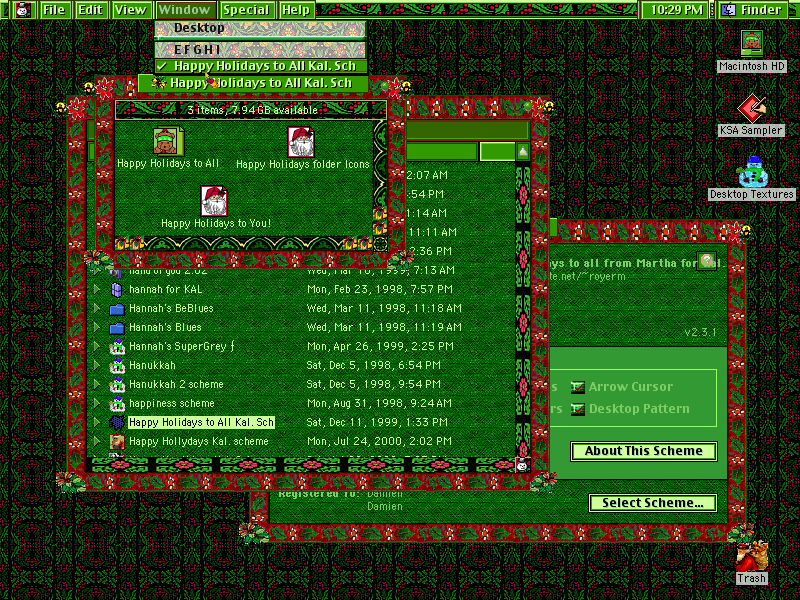 File Edit View Window Special Help 10:29 PM Finder
Desktop
E F G H I
✓ Happy Holidays to All Kal. Sch
Happy Holidays to All Kal. Sch
3 items, 7.94 GB available
Happy Holidays to All
Happy Holidays folder Icons
Happy Holidays to You!
Macintosh HD
KSA Sampler
Desktop Textures
2:07 AM
:54 PM
1:14 AM
11:11 AM
2:36 PM
hand of god 2.02 Wed, Mar 10, 1999, 7:13 AM
hannah for KAL Mon, Feb 23, 1998, 7:57 PM
Hannah's BeBlues Wed, Mar 11, 1998, 11:18 AM
Hannah's Blues Wed, Mar 11, 1998, 11:19 AM
Hannah's SuperGrey ƒ Mon, Apr 26, 1999, 2:25 PM
Hanukkah Sat, Dec 5, 1998, 6:54 PM
Hanukkah 2 scheme Sat, Dec 5, 1998, 9:54 PM
happiness scheme Mon, Aug 31, 1998, 9:24 AM
Happy Holidays to All Kal. Sch Sat, Dec 11, 1999, 1:33 PM
Happy Hollydays Kal. scheme Mon, Jul 24, 2000, 2:02 PM
ys to all from Martha for Kal.
te.net/~royerm
v2.3.1
s Arrow Cursor
rs Desktop Pattern
About This Scheme
Registered To: Damien
Damien
Select Scheme...
Trash